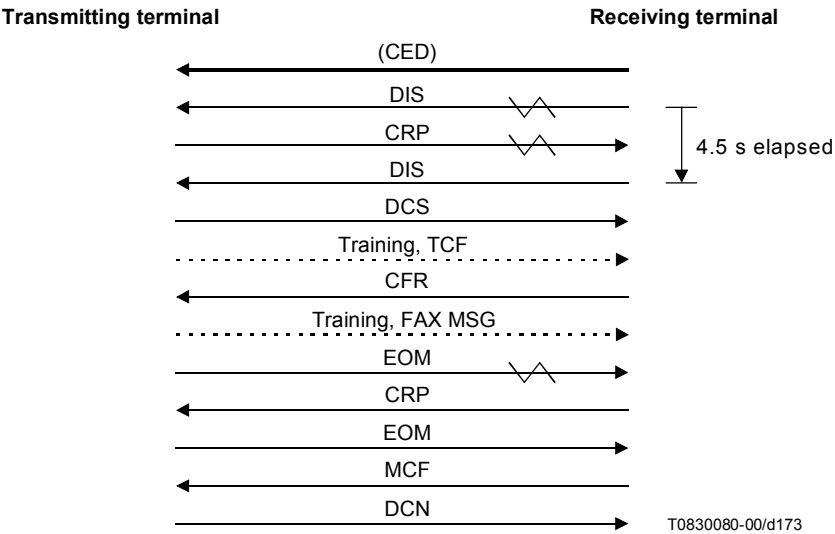 Transmitting terminal
Receiving terminal
(CED)
DIS
CRP
4.5 s elapsed
DIS
DCS
Training, TCF
CFR
Training, FAX MSG
EOM
CRP
EOM
MCF
DCN
T0830080-00/d173